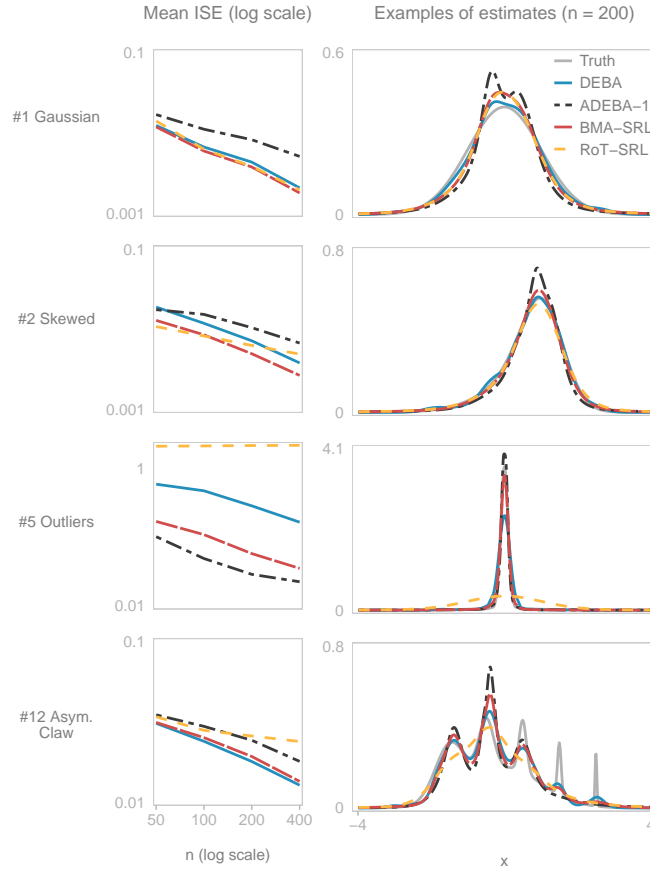 Mean ISE (log scale)
Examples of estimates (n = 200)
#1 Gaussian
0.1
0.001
0.6
0
Truth
DEBA
ADEBA−1
BMA−SRL
RoT−SRL
#2 Skewed
0.1
0.001
0.8
0
#5 Outliers
1
0.01
4.1
0
#12 Asym.
Claw
0.1
0.01
0.8
0
50
100
200
400
−4
4
n (log scale)
x